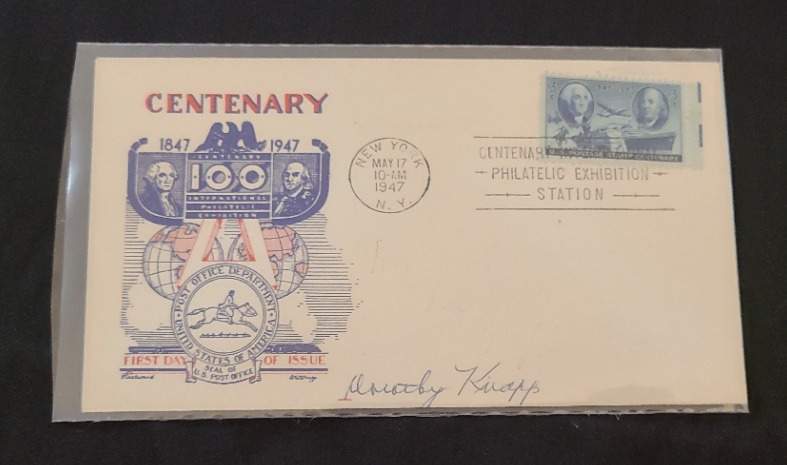 CENTENARY
1847 1947
CENTENARY
100
INTERNATIONAL
PHILATELIC
EXHIBITION
POST OFFICE DEPARTMENT
UNITED STATES OF AMERICA
FIRST DAY OF ISSUE
SEAL OF
U.S. POST OFFICE
NEW YORK
MAY 17
10-AM
1947
N.Y.
U.S. POSTAGE STAMP CENTENARY
CENTENARY
PHILATELIC EXHIBITION
STATION
Dorothy Knapp